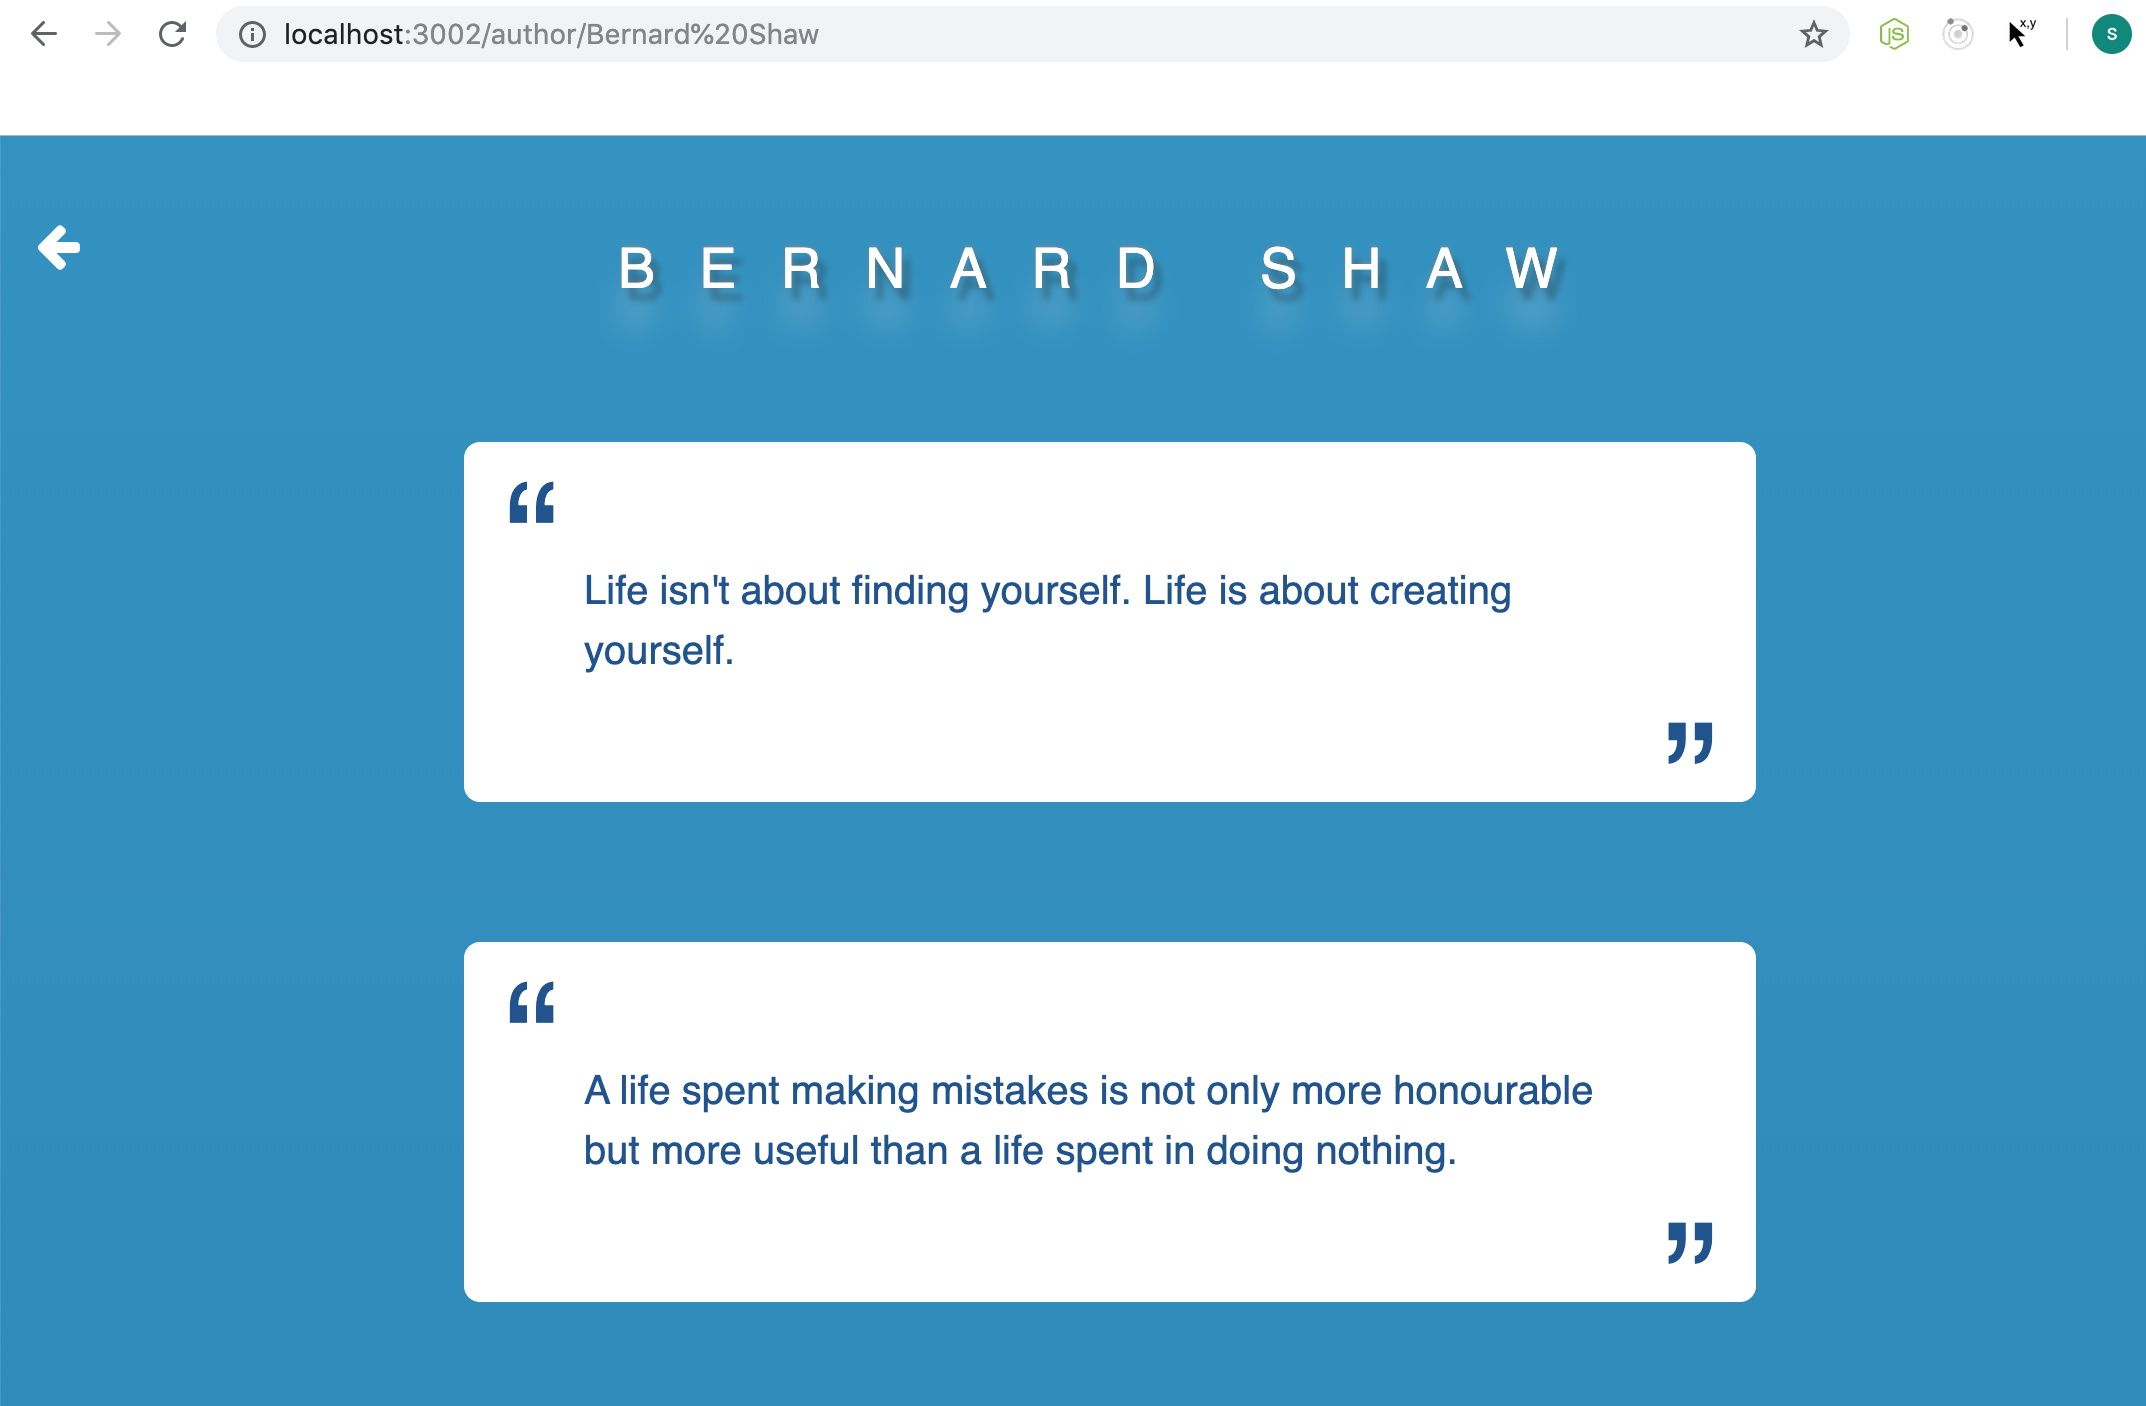 localhost:3002/author/Bernard%20Shaw
JS
x,y
S
BERNARD SHAW
“
Life isn't about finding yourself. Life is about creating
yourself.
”
“
A life spent making mistakes is not only more honourable
but more useful than a life spent in doing nothing.
”